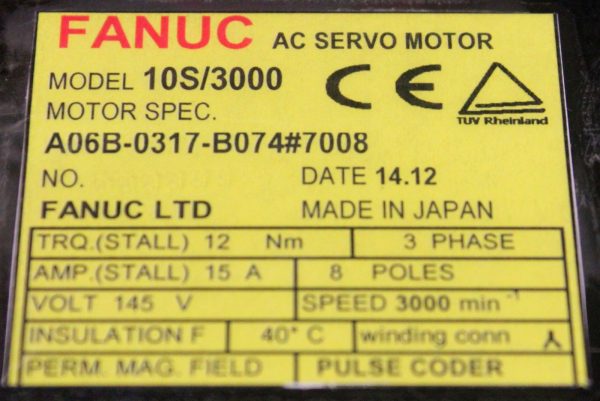 FANUC AC SERVO MOTOR
MODEL 10S/3000
MOTOR SPEC.
CE
TUV Rheinland
A06B-0317-B074#7008
NO. DATE 14.12
FANUC LTD MADE IN JAPAN
TRQ.(STALL) 12 Nm 3 PHASE
AMP.(STALL) 15 A 8 POLES
VOLT 145 V SPEED 3000 min⁻¹
INSULATION F 40° C winding conn
PERM. MAG. FIELD PULSE CODER